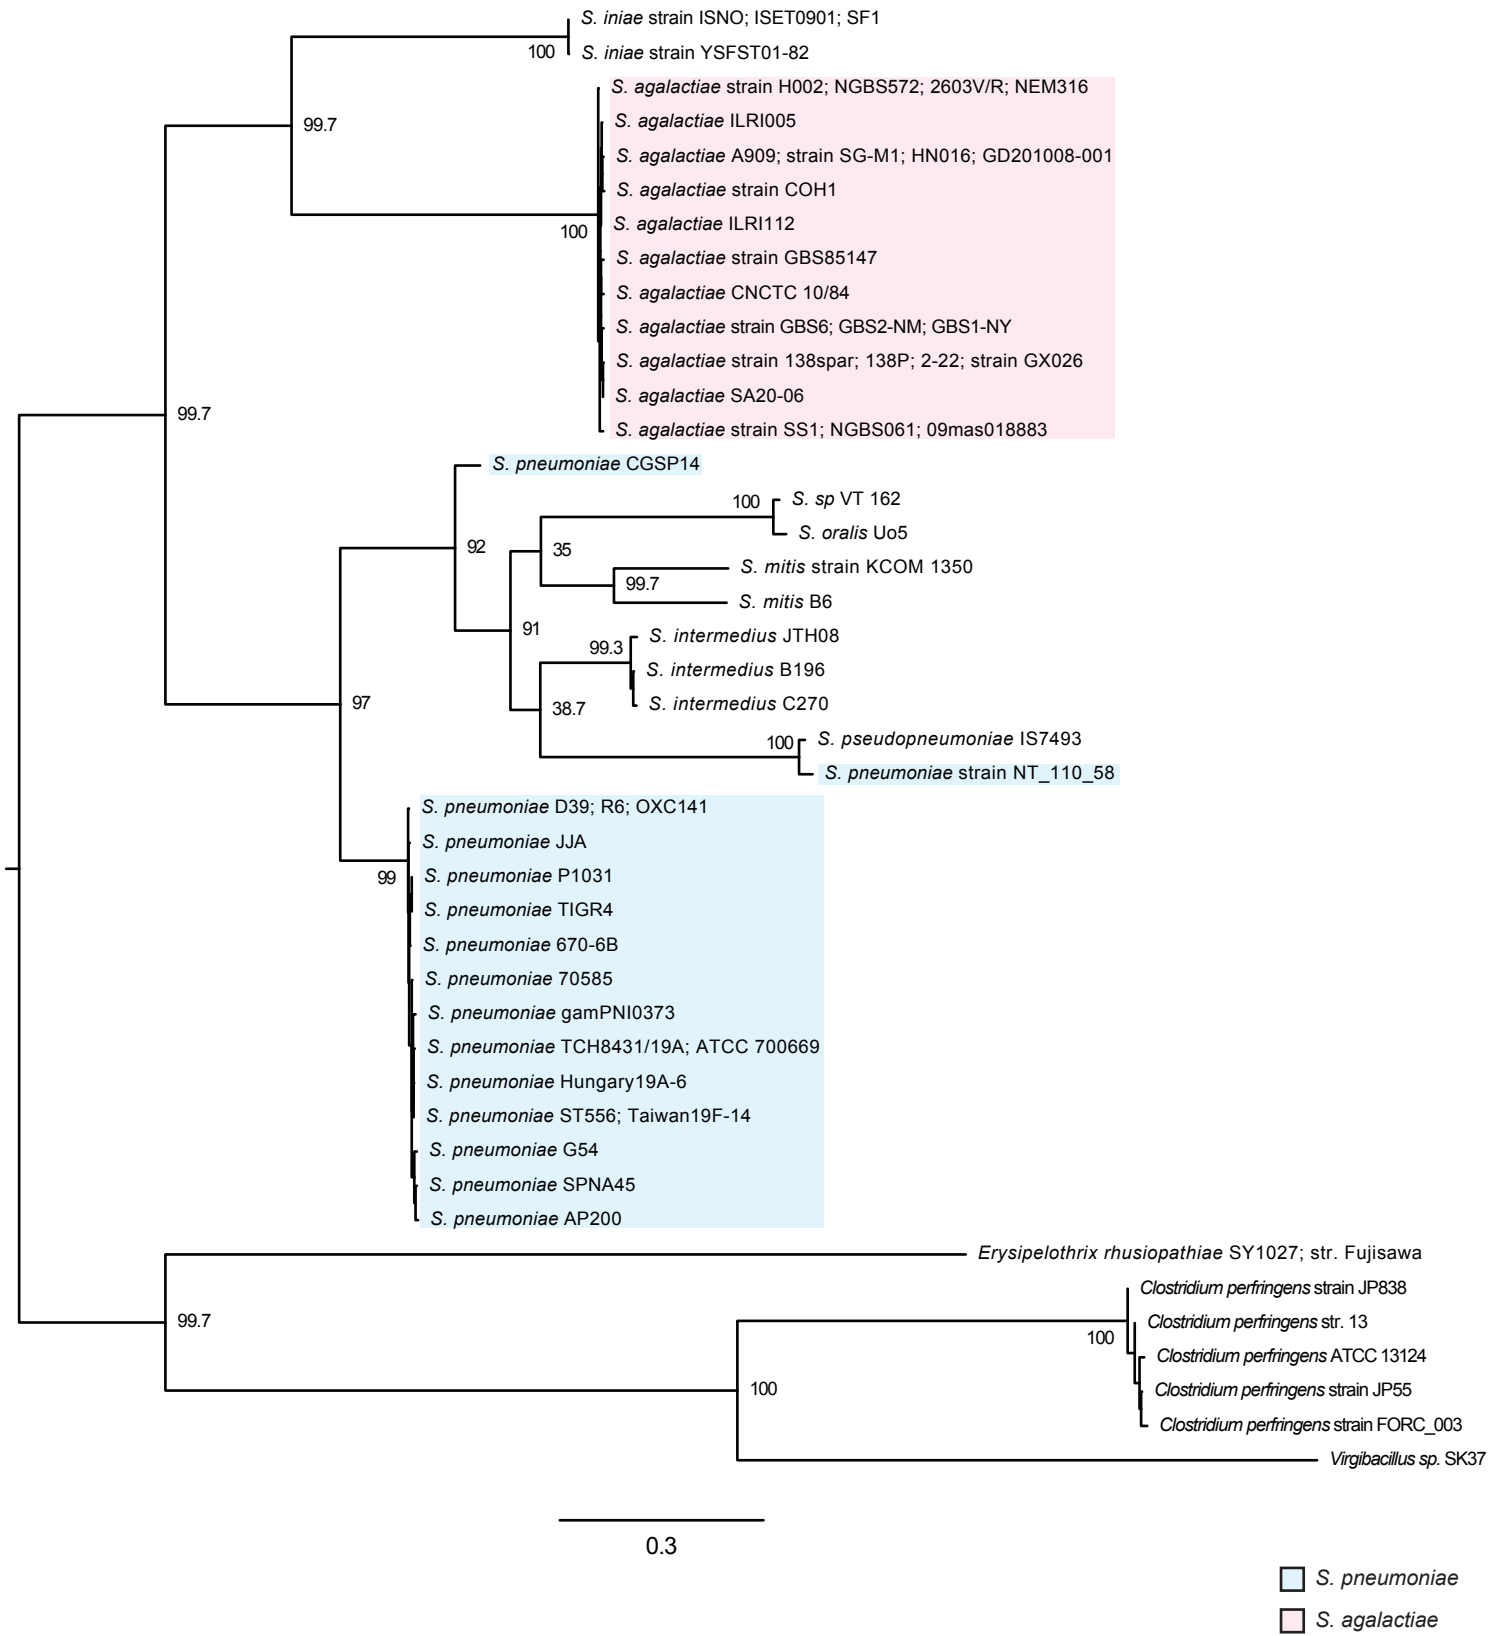 S. iniae strain ISNO; ISET0901; SF1
100
S. iniae strain YSFST01-82
S. agalactiae strain H002; NGBS572; 2603V/R; NEM316
99.7
S. agalactiae ILRI005
S. agalactiae A909; strain SG-M1; HN016; GD201008-001
S. agalactiae strain COH1
S. agalactiae ILRI112
100
S. agalactiae strain GBS85147
S. agalactiae CNCTC 10/84
S. agalactiae strain GBS6; GBS2-NM; GBS1-NY
S. agalactiae strain 138spar; 138P; 2-22; strain GX026
S. agalactiae SA20-06
99.7
S. agalactiae strain SS1; NGBS061; 09mas018883
S. pneumoniae CGSP14
100
S. sp VT 162
S. oralis Uo5
92
35
S. mitis strain KCOM 1350
99.7
S. mitis B6
91
S. intermedius JTH08
99.3
S. intermedius B196
97
S. intermedius C270
38.7
100
S. pseudopneumoniae IS7493
S. pneumoniae strain NT_110_58
S. pneumoniae D39; R6; OXC141
S. pneumoniae JJA
99
S. pneumoniae P1031
S. pneumoniae TIGR4
S. pneumoniae 670-6B
S. pneumoniae 70585
S. pneumoniae gamPNI0373
S. pneumoniae TCH8431/19A; ATCC 700669
S. pneumoniae Hungary19A-6
S. pneumoniae ST556; Taiwan19F-14
S. pneumoniae G54
S. pneumoniae SPNA45
S. pneumoniae AP200
Erysipelothrix rhusiopathiae SY1027; str. Fujisawa
Clostridium perfringens strain JP838
99.7
Clostridium perfringens str. 13
100
Clostridium perfringens ATCC 13124
100
Clostridium perfringens strain JP55
Clostridium perfringens strain FORC_003
Virgibacillus sp. SK37
0.3
S. pneumoniae
S. agalactiae